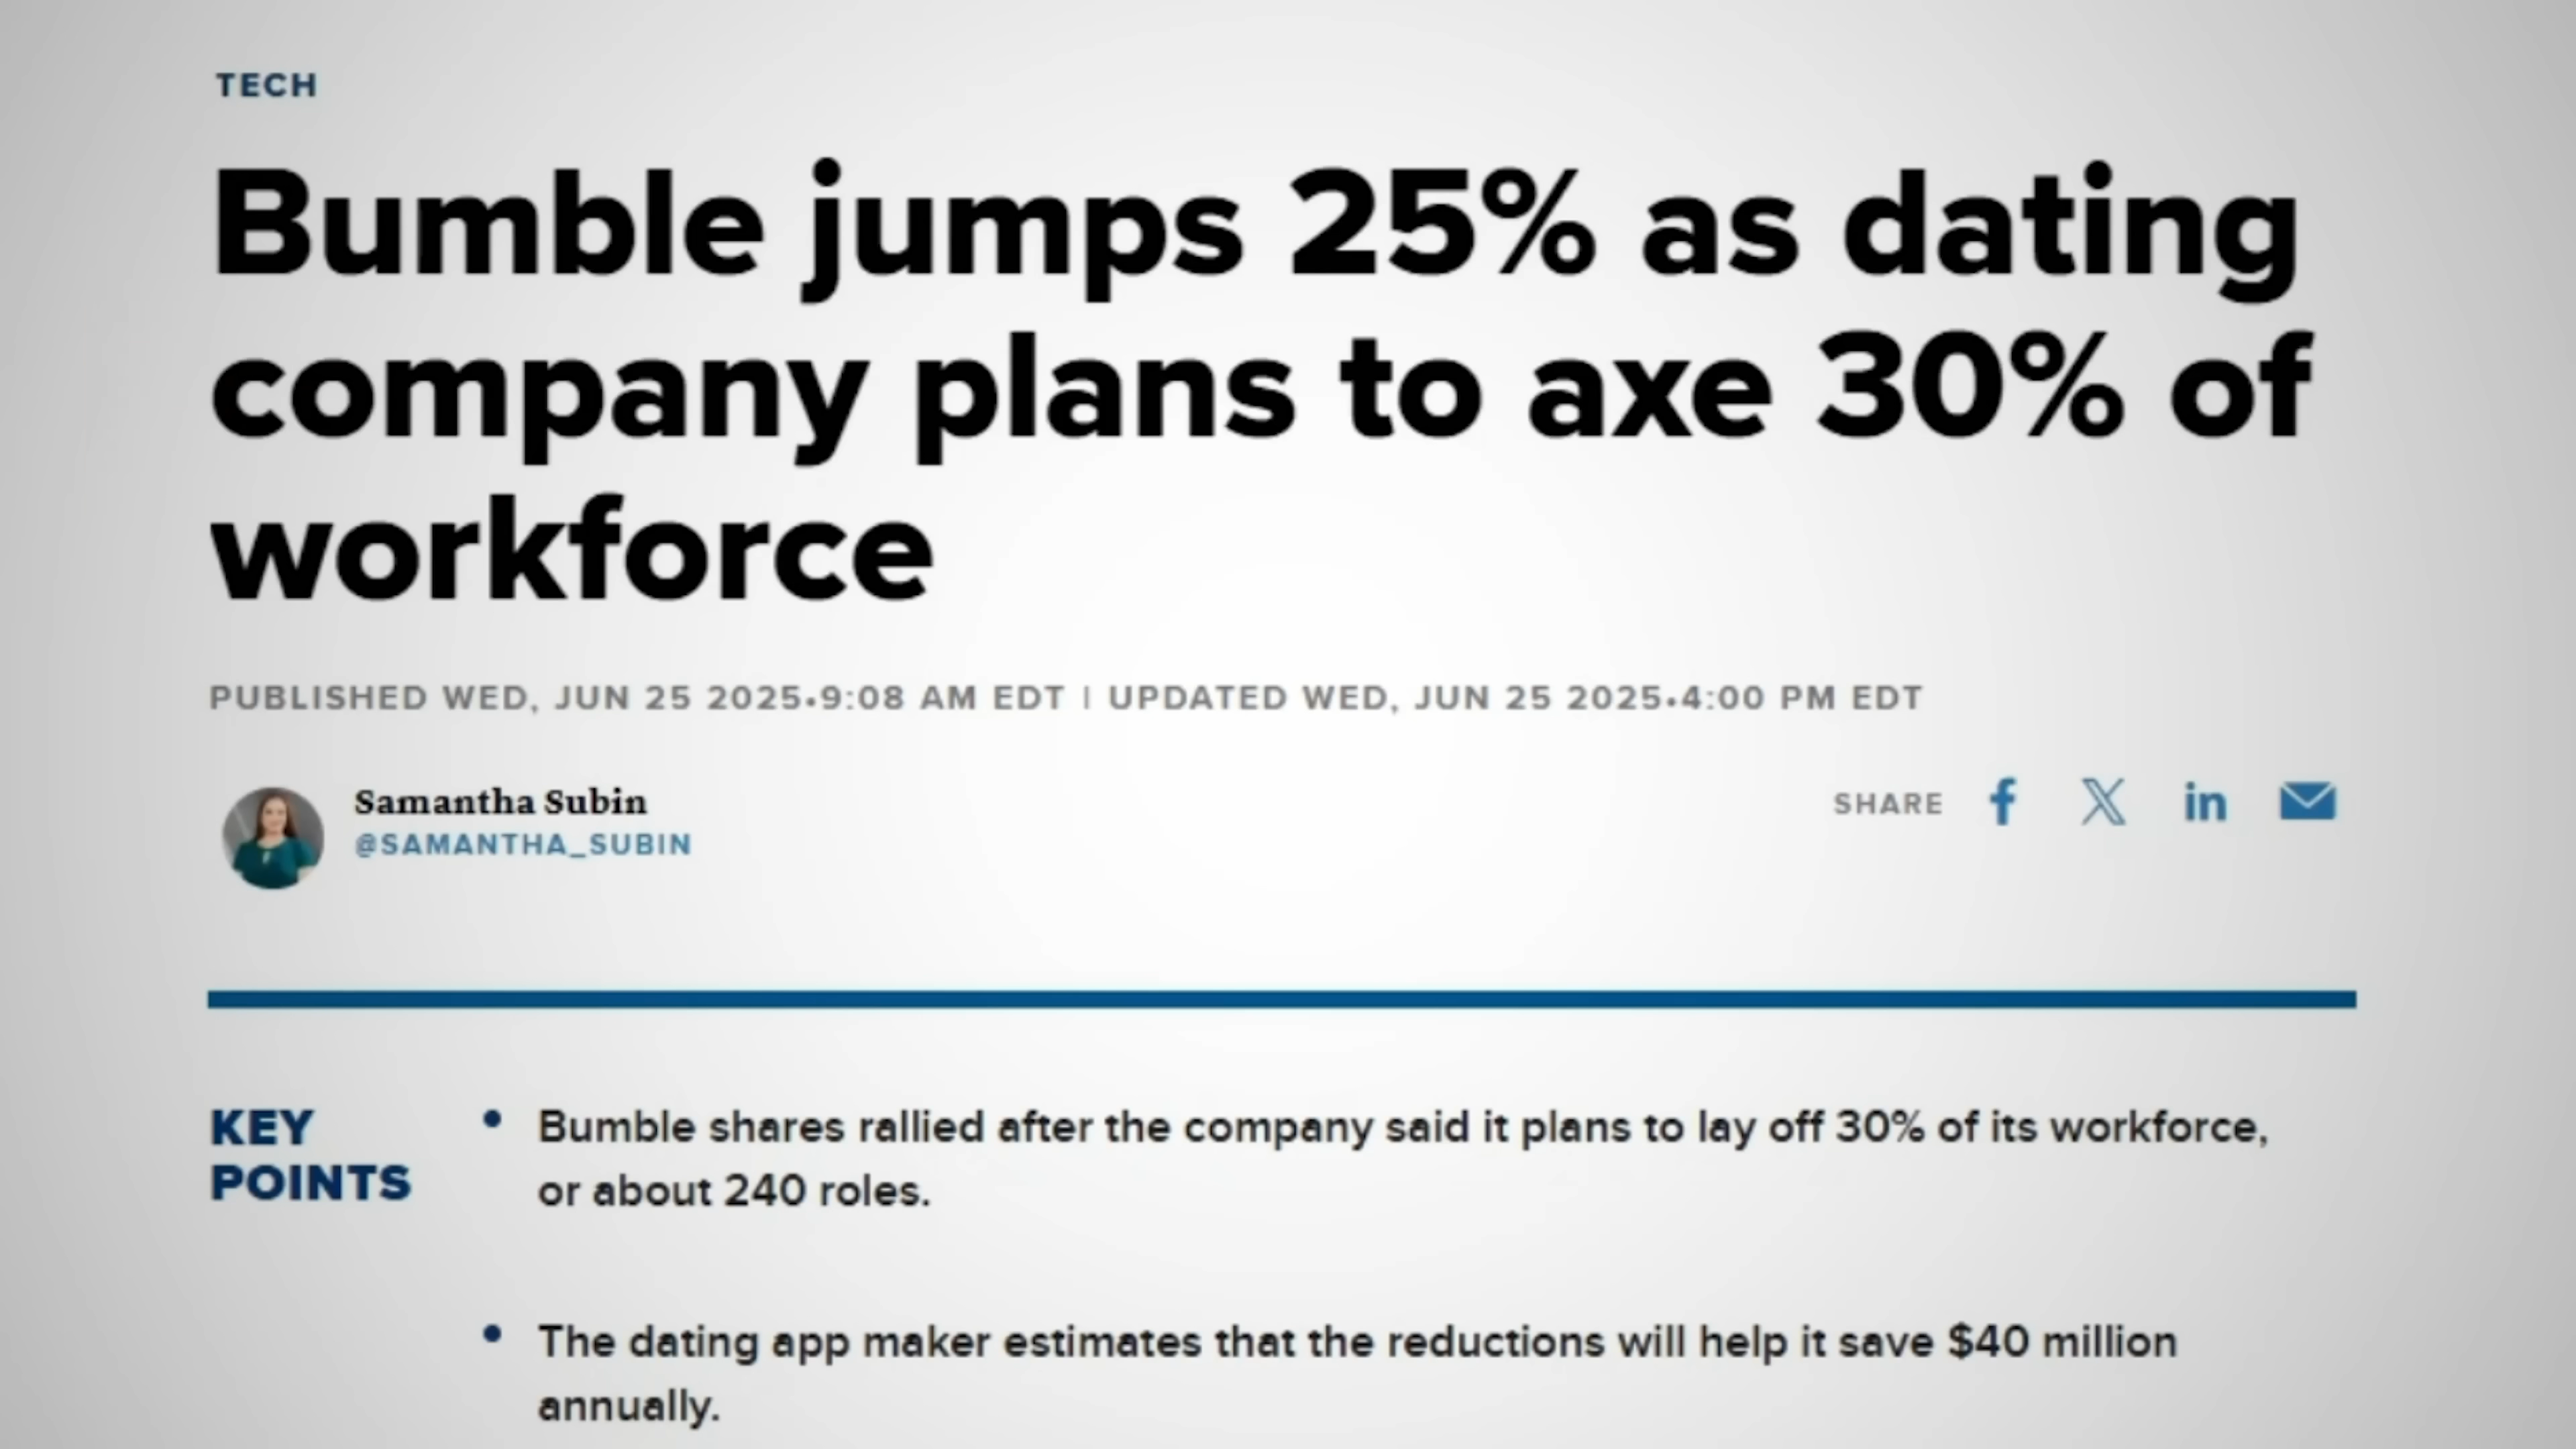 TECH
Bumble jumps 25% as dating
company plans to axe 30% of
workforce
PUBLISHED WED, JUN 25 2025•9:08 AM EDT | UPDATED WED, JUN 25 2025•4:00 PM EDT
Samantha Subin
@SAMANTHA_SUBIN
SHARE f X in
KEY
POINTS
• Bumble shares rallied after the company said it plans to lay off 30% of its workforce,
or about 240 roles.
• The dating app maker estimates that the reductions will help it save $40 million
annually.